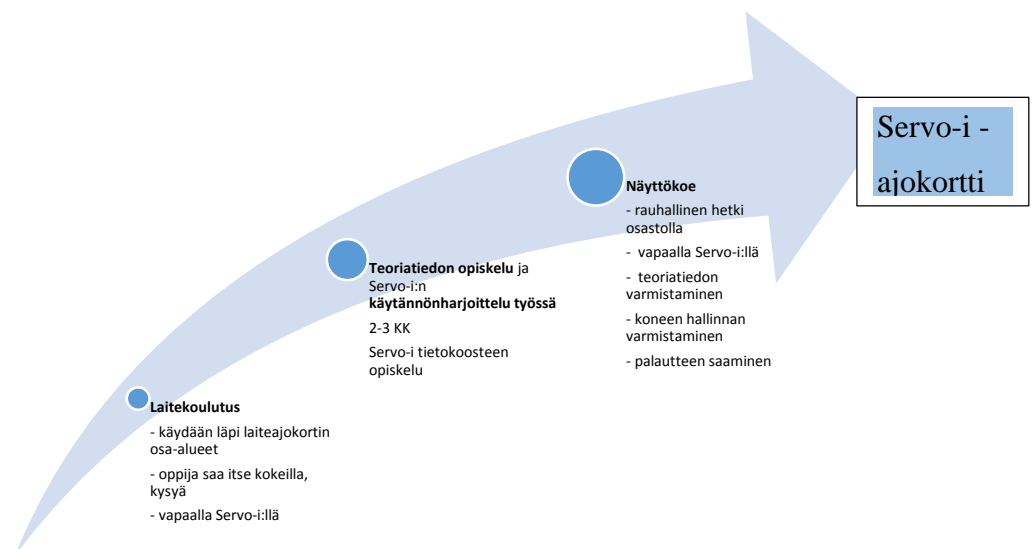 Servo-i -
ajokortti
Näyttökoe
- rauhallinen hetki
osastolla
- vapaalla Servo-i:llä
- teoriatiedon
varmistaminen
- koneen hallinnan
varmistaminen
- palautteen saaminen
Teoriatiedon opiskelu ja
Servo-i:n
käytännönharjoittelu työssä
2-3 KK
Servo-i tietokoosteen
opiskelu
Laitekoulutus
- käydään läpi laiteajokortin
osa-alueet
- oppija saa itse kokeilla,
kysyä
- vapaalla Servo-i:llä